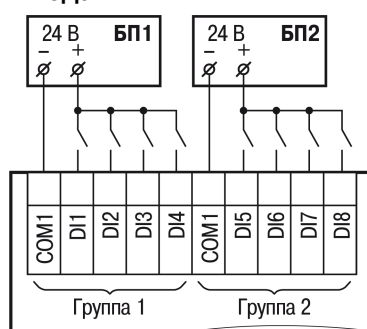 24 В БП1 24 В БП2
– + – +
COM1 DI1 DI2 DI3 DI4 COM1 DI5 DI6 DI7 DI8
Группа 1 Группа 2